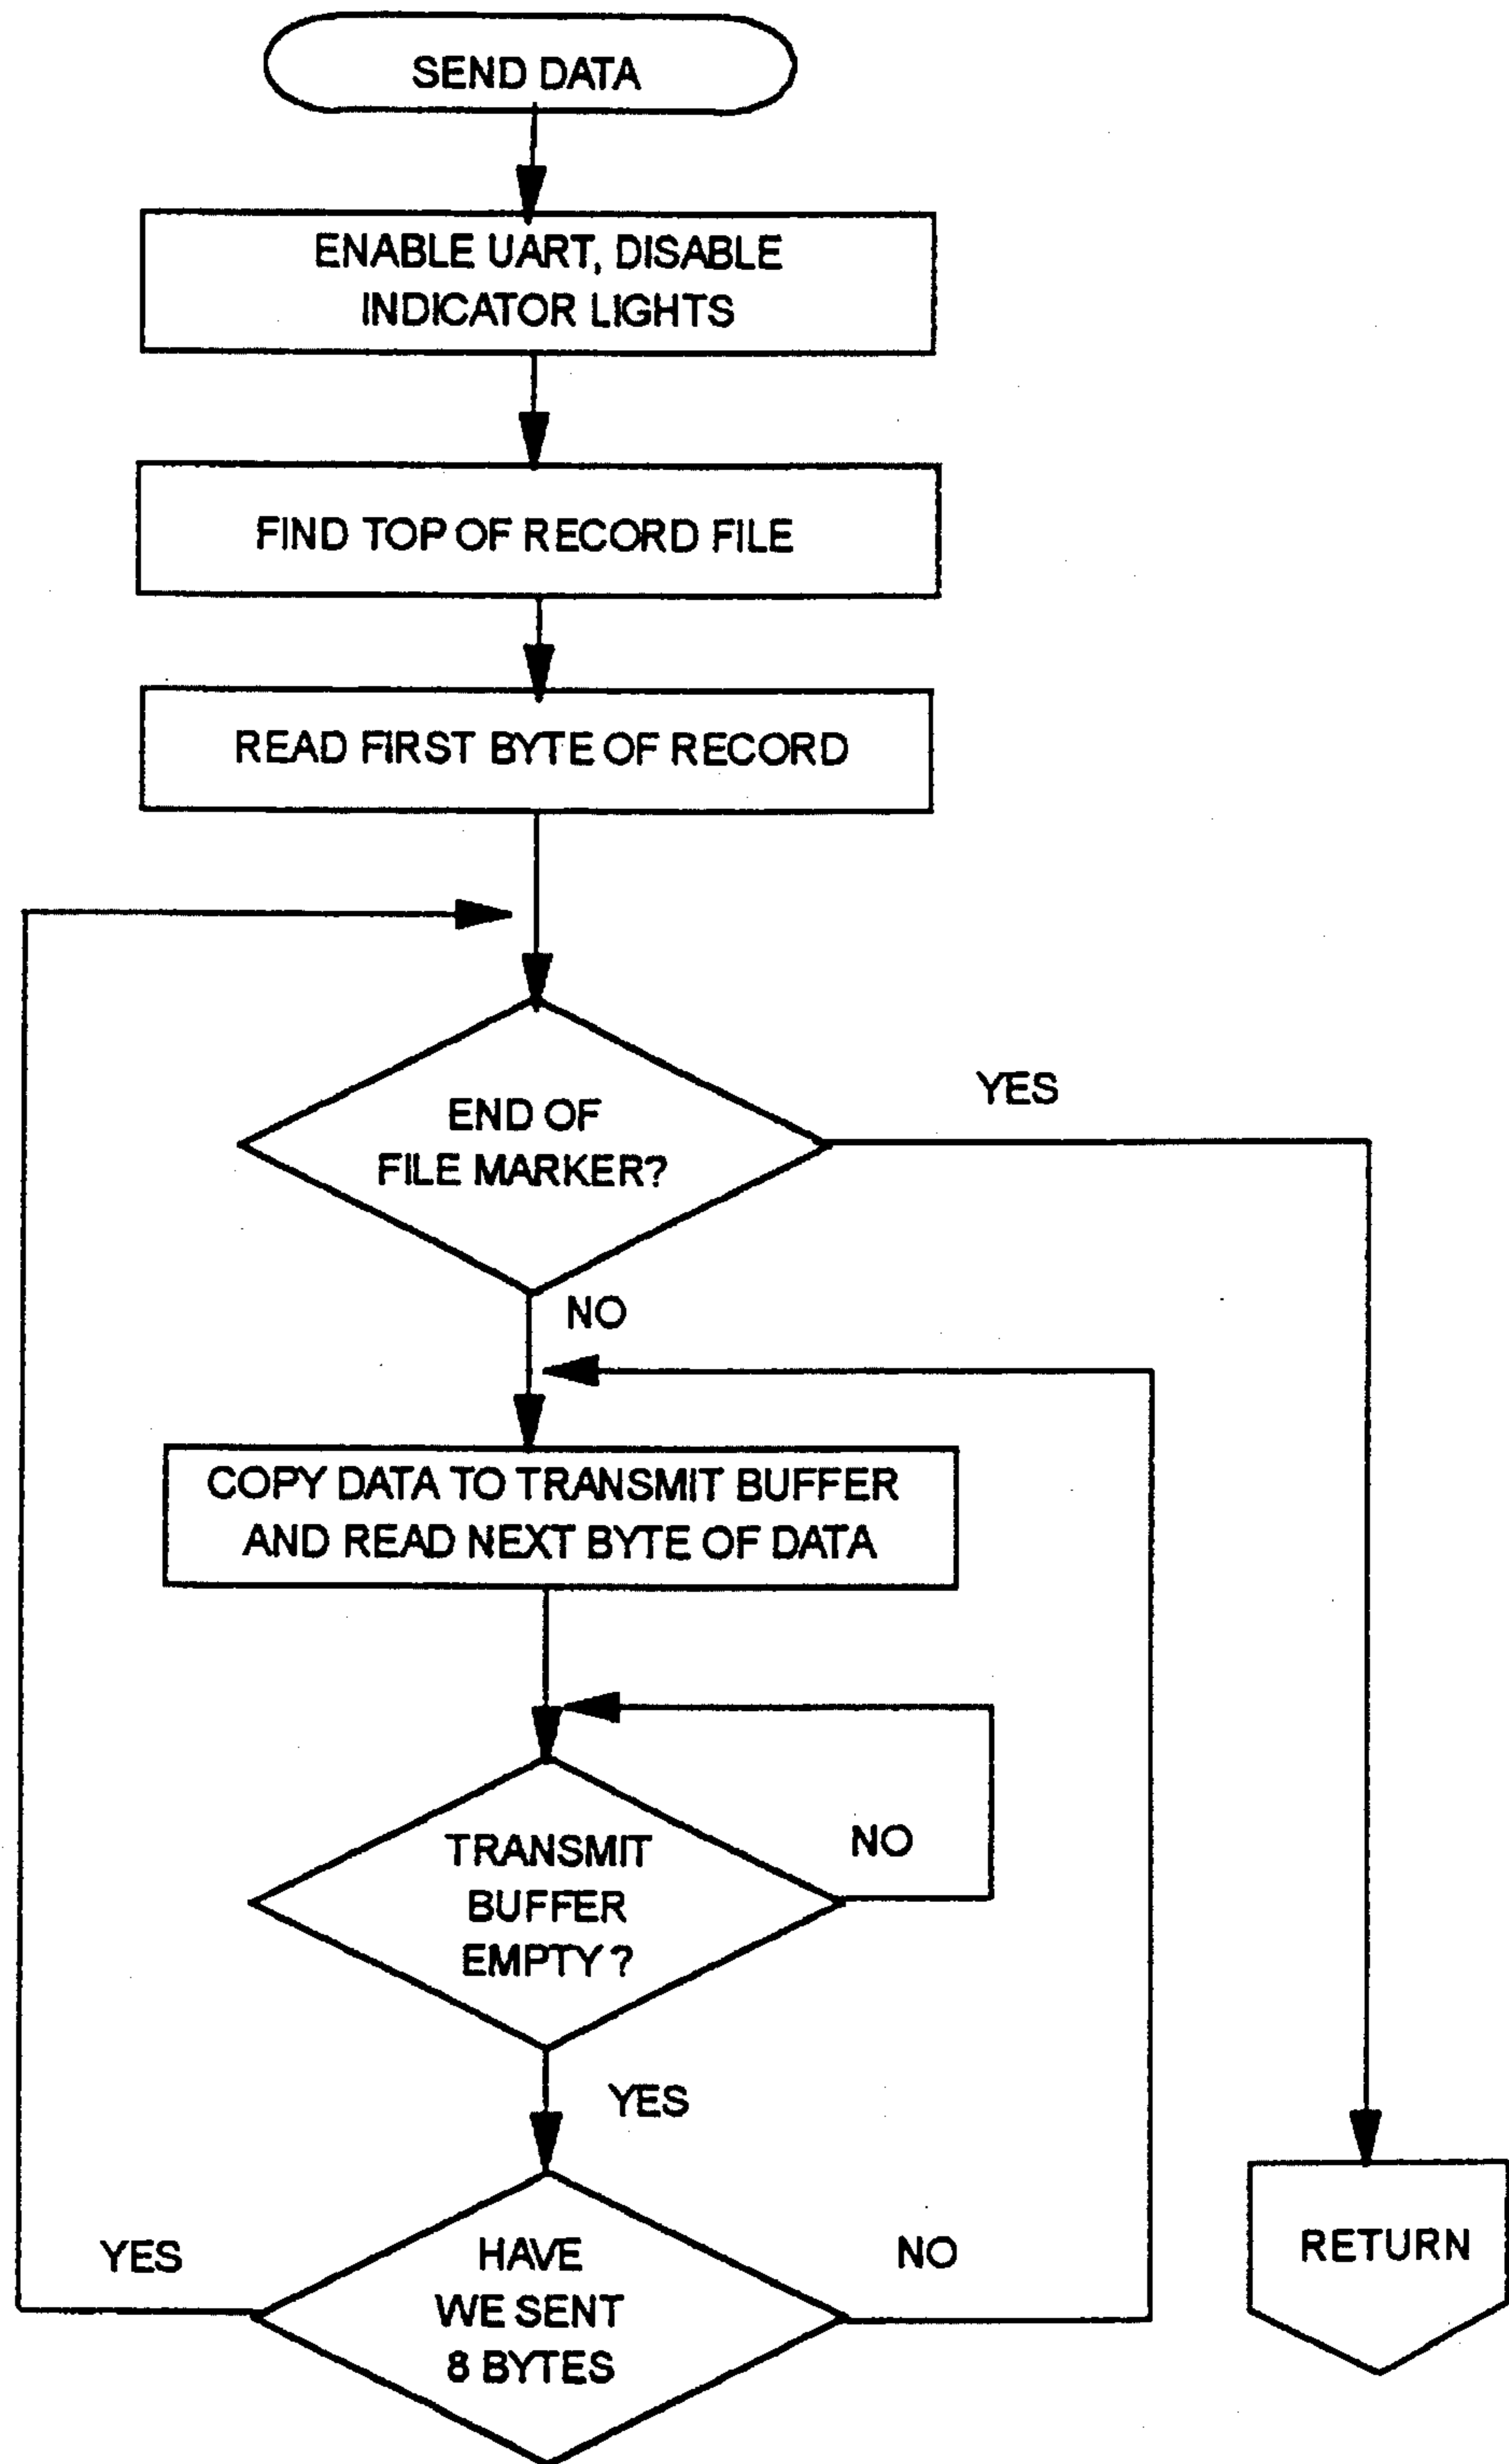 SEND DATA
ENABLE UART, DISABLE
INDICATOR LIGHTS
FIND TOP OF RECORD FILE
READ FIRST BYTE OF RECORD
END OF
FILE MARKER?
YES
NO
COPY DATA TO TRANSMIT BUFFER
AND READ NEXT BYTE OF DATA
TRANSMIT
BUFFER
EMPTY?
NO
YES
HAVE
WE SENT
8 BYTES
YES
NO
RETURN